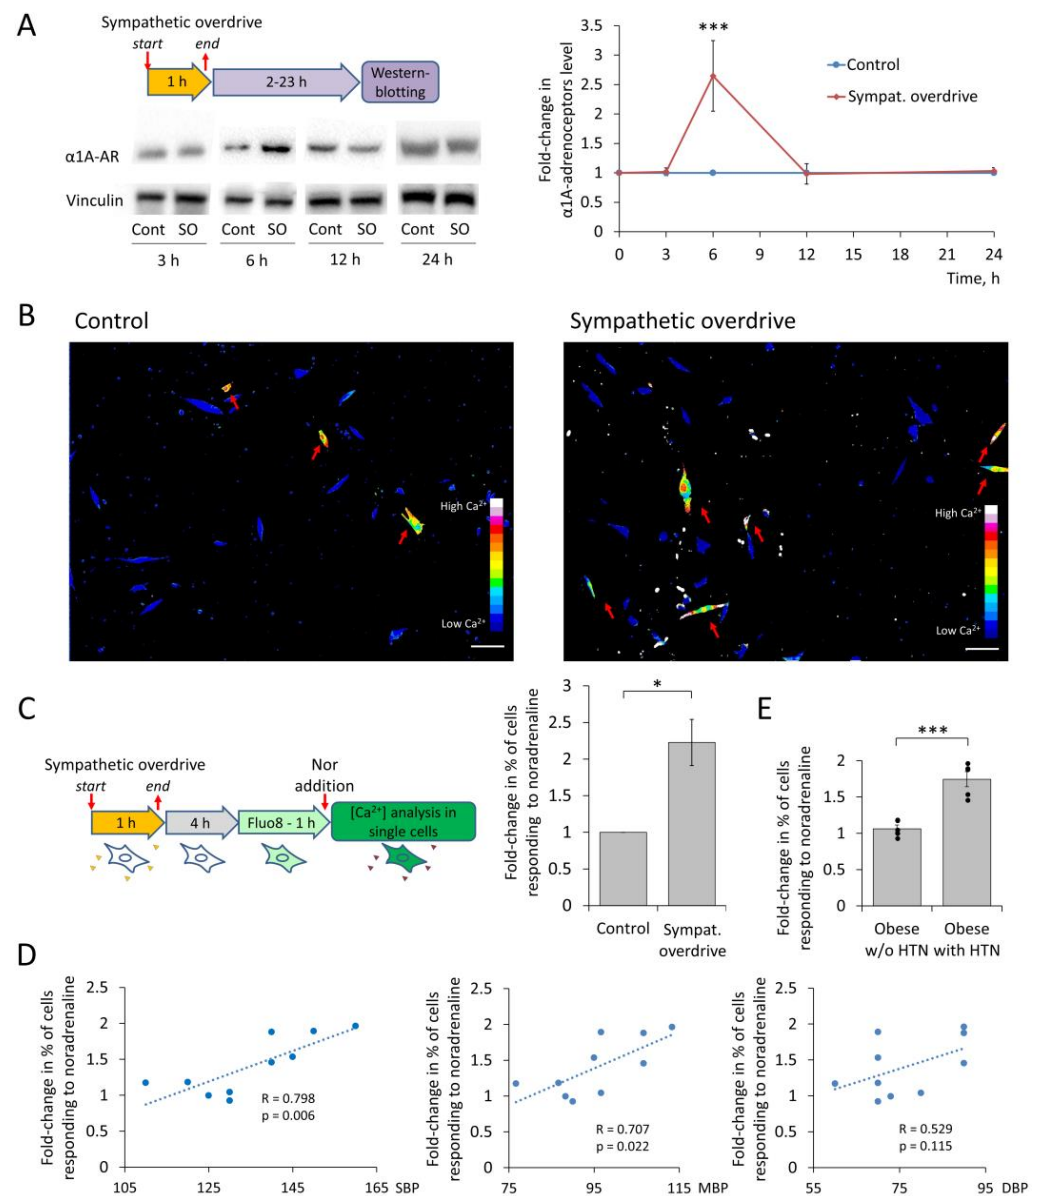 A
Sympathetic overdrive
start
end
1 h
2-23 h
Western-
blotting
α1A-AR
Vinculin
Cont SO Cont SO Cont SO Cont SO
3 h 6 h 12 h 24 h
Fold-change in
α1A-adrenoceptors level
3.5
3
2.5
2
1.5
1
0.5
0
***
Control
Sympat. overdrive
0 3 6 9 12 15 18 21 24
Time, h
B
Control
High Ca2+
Low Ca2+
Sympathetic overdrive
High Ca2+
Low Ca2+
C
Sympathetic overdrive
start
end
Nor
addition
1 h
4 h
Fluo8 - 1 h
[Ca2+] analysis in
single cells
Fold-change in % of cells
responding to noradrenaline
3
2.5
2
1.5
1
0.5
0
*
Control
Sympat.
overdrive
E
Fold-change in % of cells
responding to noradrenaline
2
1.5
1
0.5
0
***
Obese
w/o HTN
Obese
with HTN
D
Fold-change in % of cells
responding to noradrenaline
2.5
2
1.5
1
0.5
0
R = 0.798
p = 0.006
105 125 145 165 SBP
Fold-change in % of cells
responding to noradrenaline
2.5
2
1.5
1
0.5
0
R = 0.707
p = 0.022
75 95 115 MBP
Fold-change in % of cells
responding to noradrenaline
2.5
2
1.5
1
0.5
0
R = 0.529
p = 0.115
55 75 95 DBP